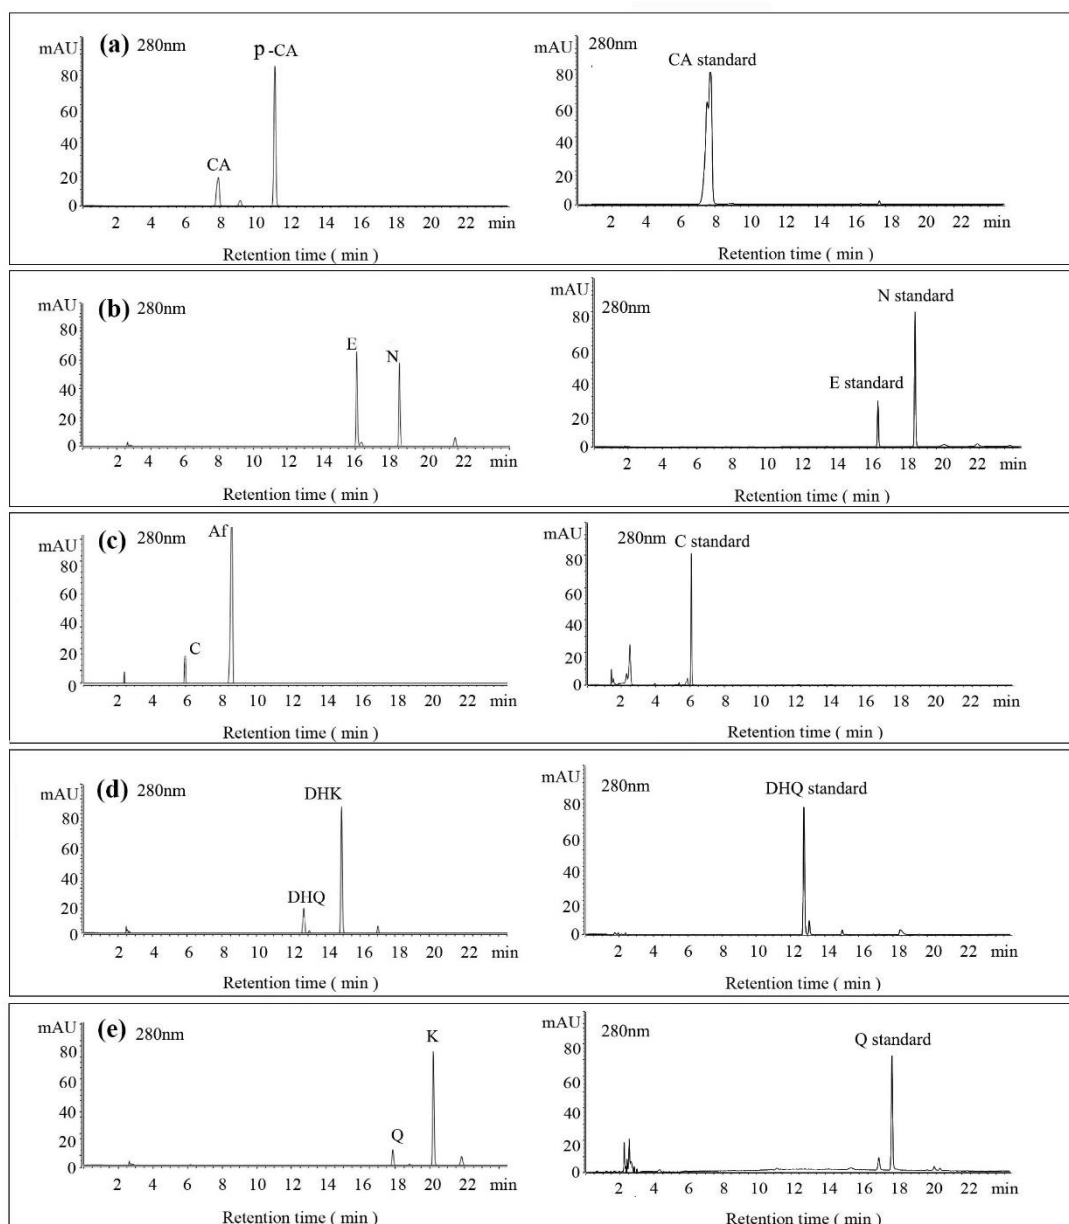 (a) 280nm
mAU
p-CA
CA
80
60
40
20
0
2 4 6 8 10 12 14 16 18 20 22 min
Retention time ( min )
280nm
mAU
CA standard
80
60
40
20
0
2 4 6 8 10 12 14 16 18 20 22 min
Retention time ( min )
(b) 280nm
mAU
E
N
80
60
40
20
0
2 4 6 8 10 12 14 16 18 20 22 min
Retention time ( min )
280nm
mAU
N standard
E standard
80
60
40
20
0
2 4 6 8 10 12 14 16 18 20 22 min
Retention time ( min )
(c) 280nm
mAU
Af
C
80
60
40
20
0
2 4 6 8 10 12 14 16 18 20 22 min
Retention time ( min )
280nm
mAU
C standard
80
60
40
20
0
2 4 6 8 10 12 14 16 18 20 22 min
Retention time ( min )
(d) 280nm
mAU
DHK
DHQ
80
60
40
20
0
2 4 6 8 10 12 14 16 18 20 22 min
Retention time ( min )
280nm
mAU
DHQ standard
80
60
40
20
0
2 4 6 8 10 12 14 16 18 20 22 min
Retention time ( min )
(e) 280nm
mAU
K
Q
80
60
40
20
0
2 4 6 8 10 12 14 16 18 20 22 min
Retention time ( min )
280nm
mAU
Q standard
80
60
40
20
0
2 4 6 8 10 12 14 16 18 20 22 min
Retention time ( min )